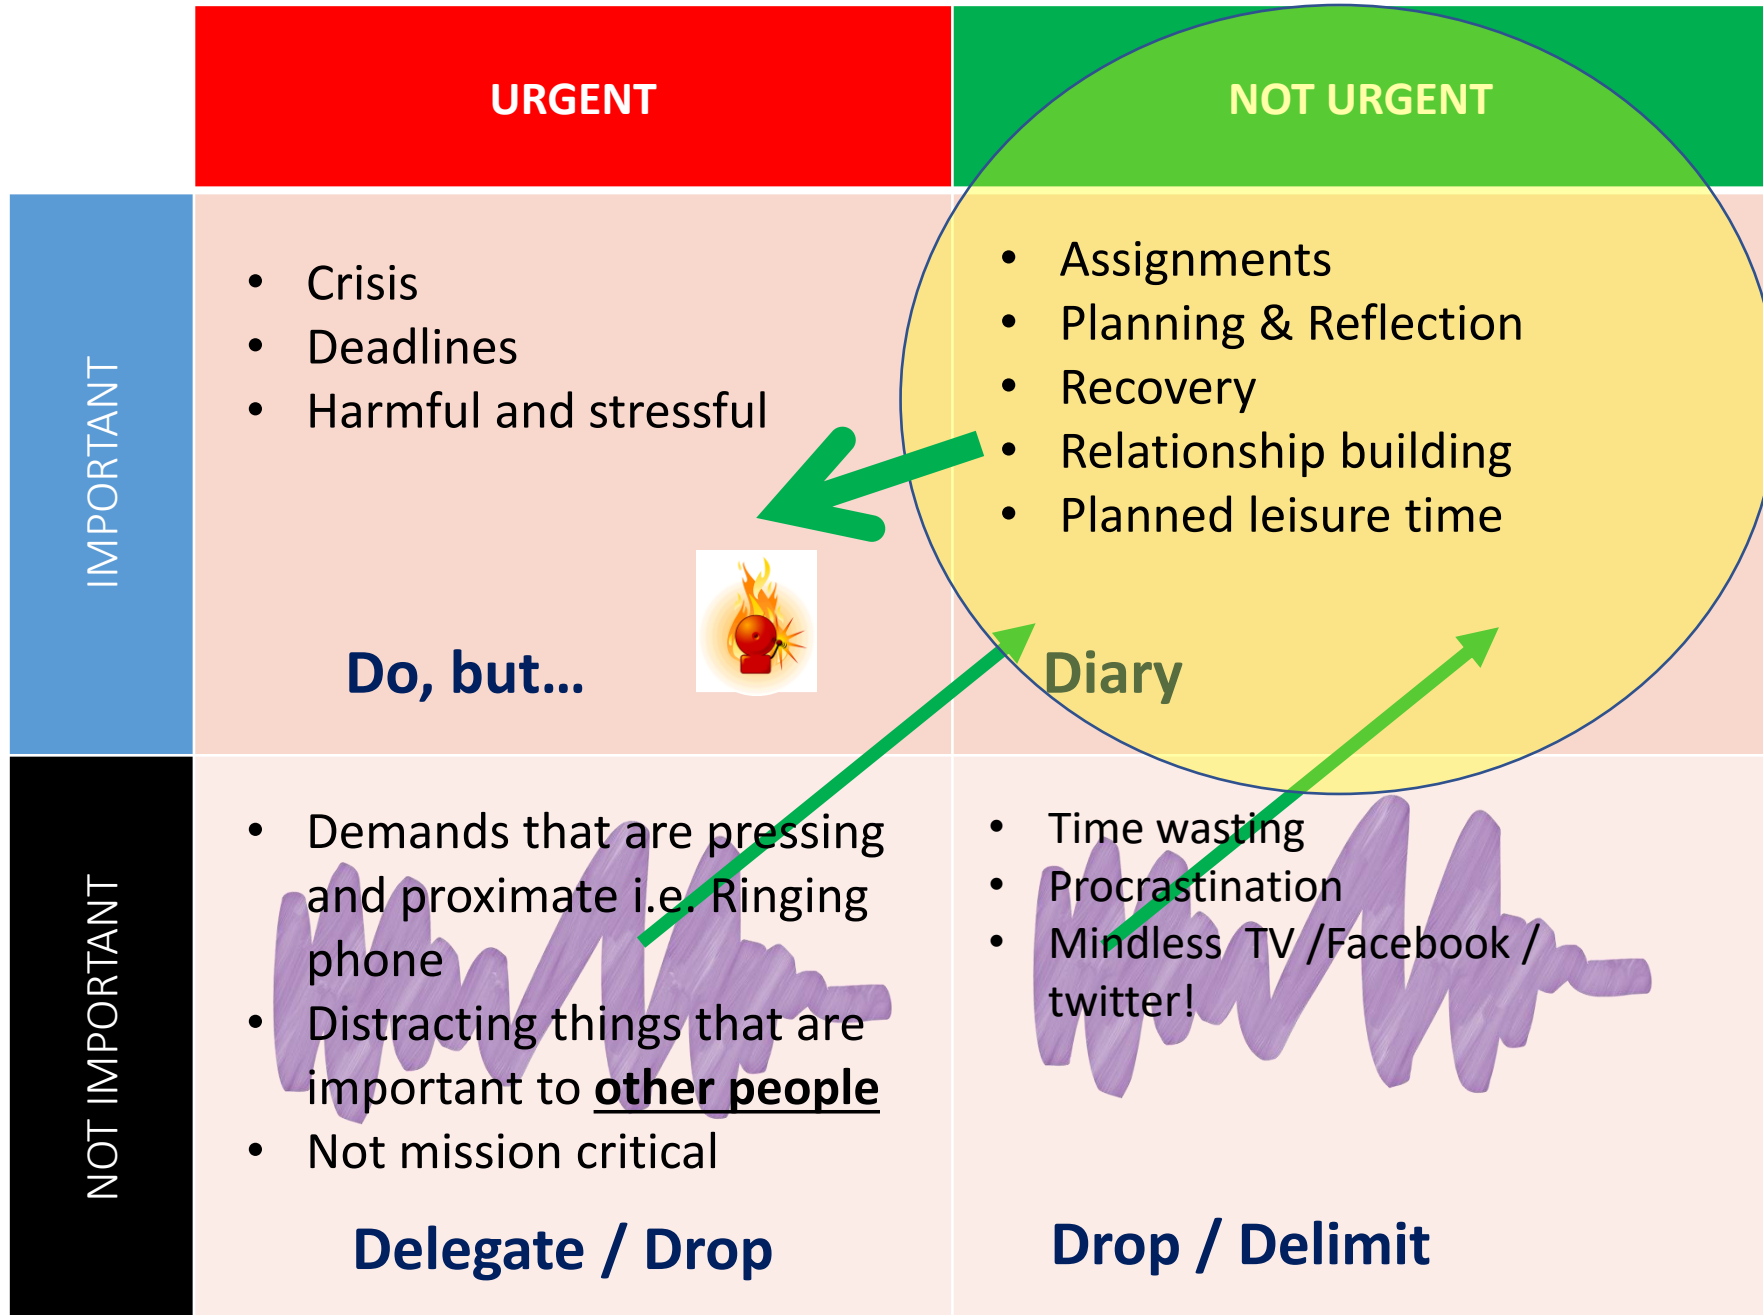 URGENT
NOT URGENT
IMPORTANT
• Crisis
• Deadlines
• Harmful and stressful
Do, but...
• Assignments
• Planning & Reflection
• Recovery
• Relationship building
• Planned leisure time
Diary
NOT IMPORTANT
• Demands that are pressing
and proximate i.e. Ringing
phone
• Distracting things that are
important to other people
• Not mission critical
Delegate / Drop
• Time wasting
• Procrastination
• Mindless  TV /Facebook /
twitter!
Drop / Delimit